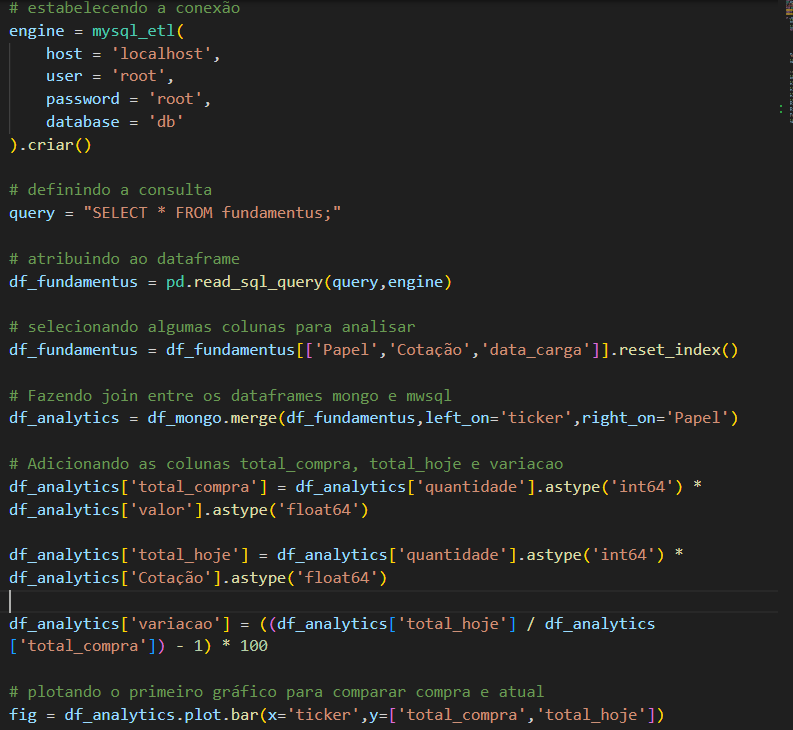 # estabelecendo a conexão
engine = mysql_etl(
    host = 'localhost',
    user = 'root',
    password = 'root',
    database = 'db'
).criar()

# definindo a consulta
query = "SELECT * FROM fundamentus;"

# atribuindo ao dataframe
df_fundamentus = pd.read_sql_query(query,engine)

# selecionando algumas colunas para analisar
df_fundamentus = df_fundamentus[['Papel','Cotação','data_carga']].reset_index()

# Fazendo join entre os dataframes mongo e mwsql
df_analytics = df_mongo.merge(df_fundamentus,left_on='ticker',right_on='Papel')

# Adicionando as colunas total_compra, total_hoje e variacao
df_analytics['total_compra'] = df_analytics['quantidade'].astype('int64') *
df_analytics['valor'].astype('float64')

df_analytics['total_hoje'] = df_analytics['quantidade'].astype('int64') *
df_analytics['Cotação'].astype('float64')

df_analytics['variacao'] = ((df_analytics['total_hoje'] / df_analytics
['total_compra']) - 1) * 100

# plotando o primeiro gráfico para comparar compra e atual
fig = df_analytics.plot.bar(x='ticker',y=['total_compra','total_hoje'])